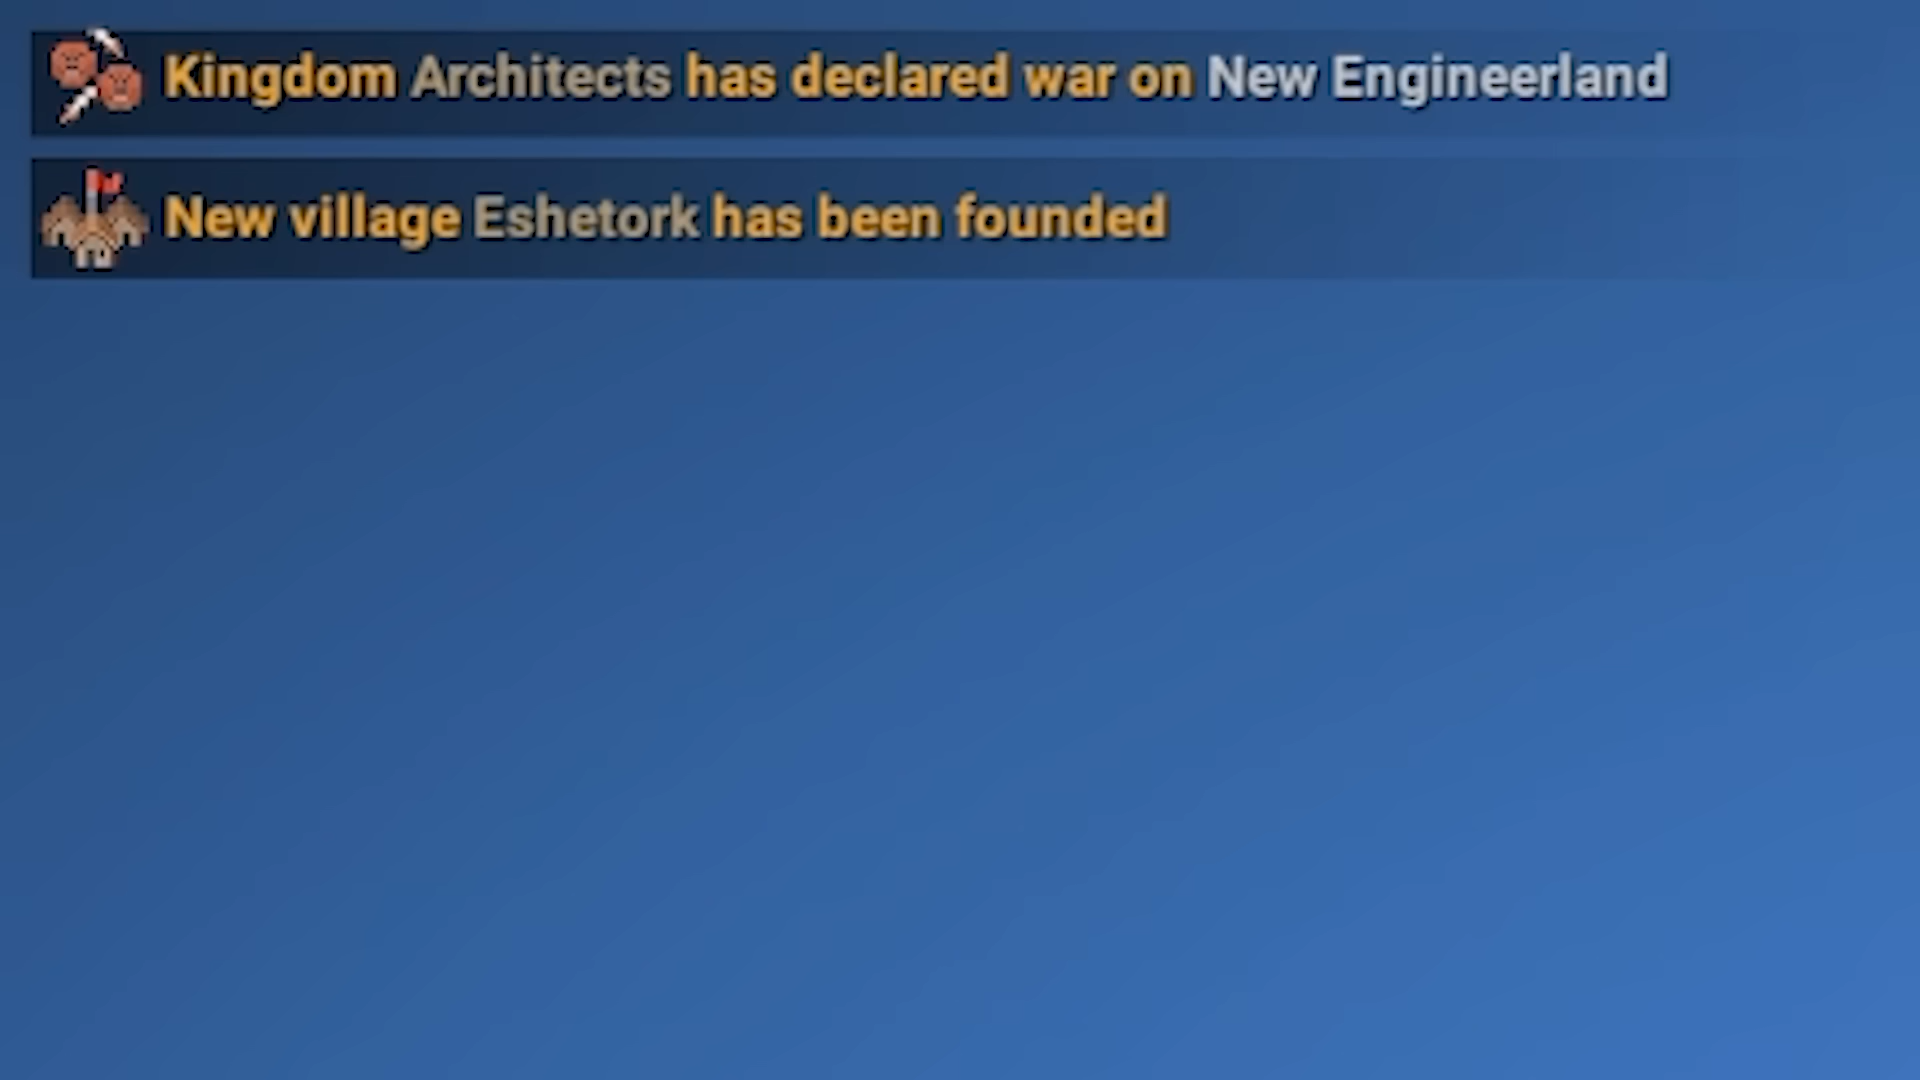 Kingdom Architects has declared war on New Engineerland
New village Eshetork has been founded